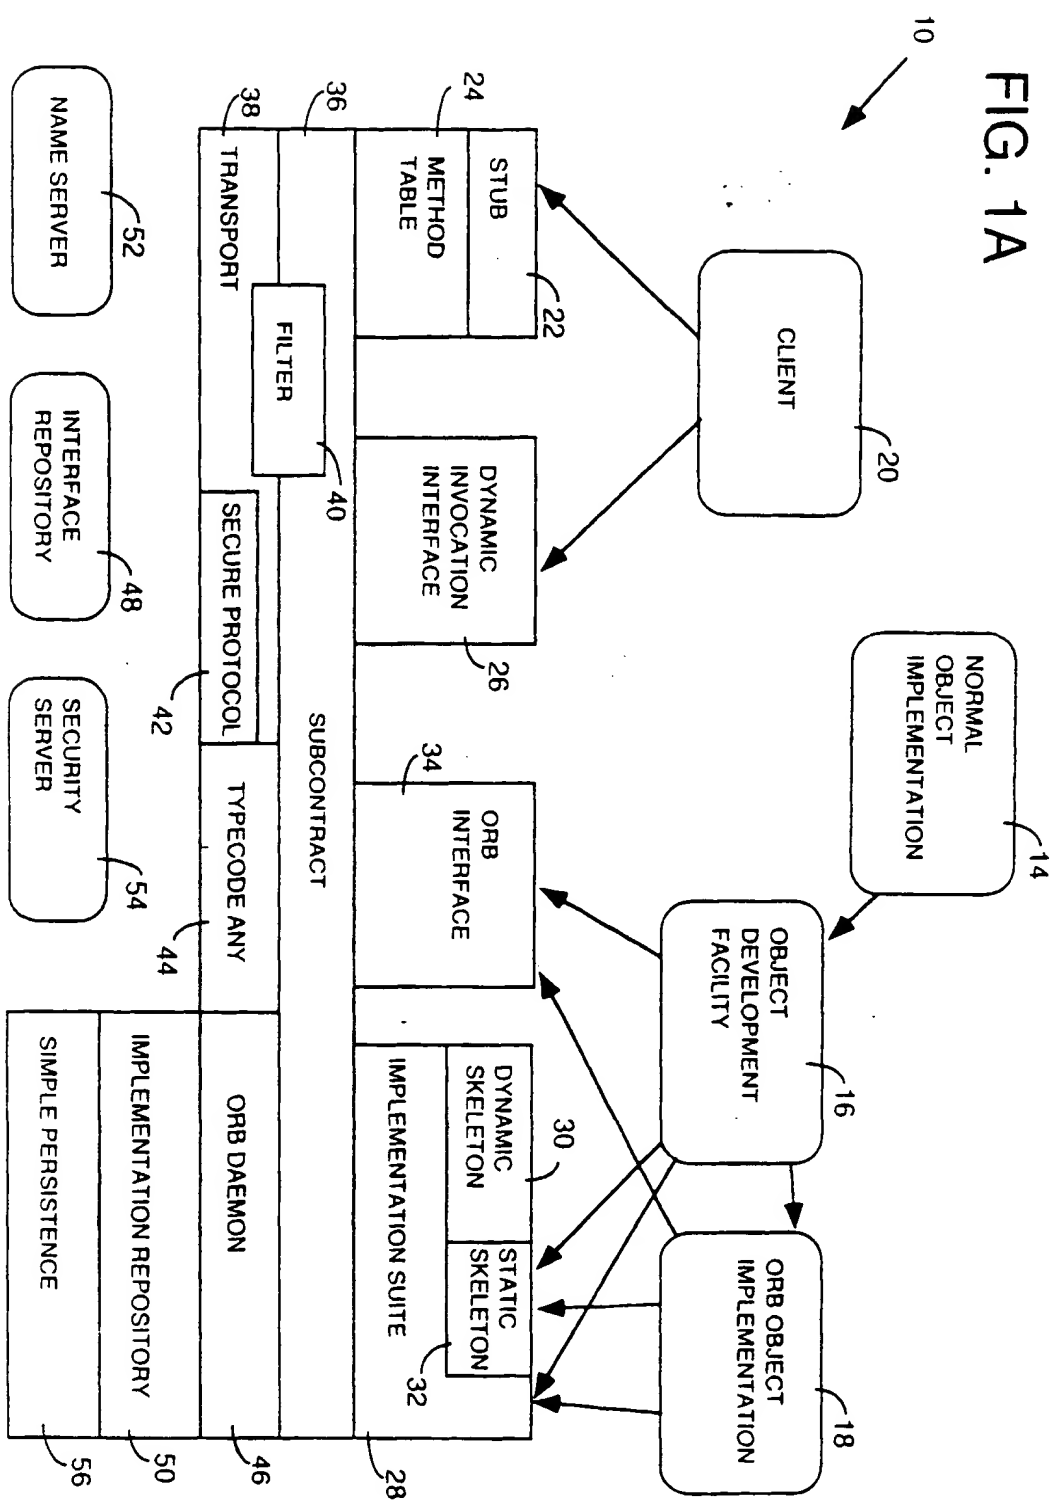 FIG. 1A
10
CLIENT
20
NORMAL
OBJECT
IMPLEMENTATION
14
OBJECT
DEVELOPMENT
FACILITY
16
ORB OBJECT
IMPLEMENTATION
18
STUB
22
24
METHOD
TABLE
DYNAMIC
INVOCATION
INTERFACE
26
34
ORB
INTERFACE
DYNAMIC
SKELETON
30
STATIC
SKELETON
32
IMPLEMENTATION SUITE
28
36
SUBCONTRACT
FILTER
40
38
TRANSPORT
SECURE PROTOCOL
42
TYPECODE ANY
44
ORB DAEMON
46
IMPLEMENTATION REPOSITORY
50
SIMPLE PERSISTENCE
56
NAME SERVER
52
INTERFACE
REPOSITORY
48
SECURITY
SERVER
54